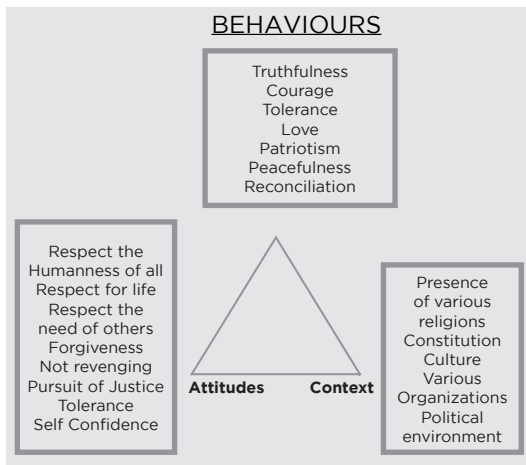 BEHAVIOURS
Truthfulness
Courage
Tolerance
Love
Patriotism
Peacefulness
Reconciliation
Respect the
Humanness of all
Respect for life
Respect the
need of others
Forgiveness
Not revenging
Pursuit of Justice
Tolerance
Self Confidence
Attitudes
Context
Presence
of various
religions
Constitution
Culture
Various
Organizations
Political
environment